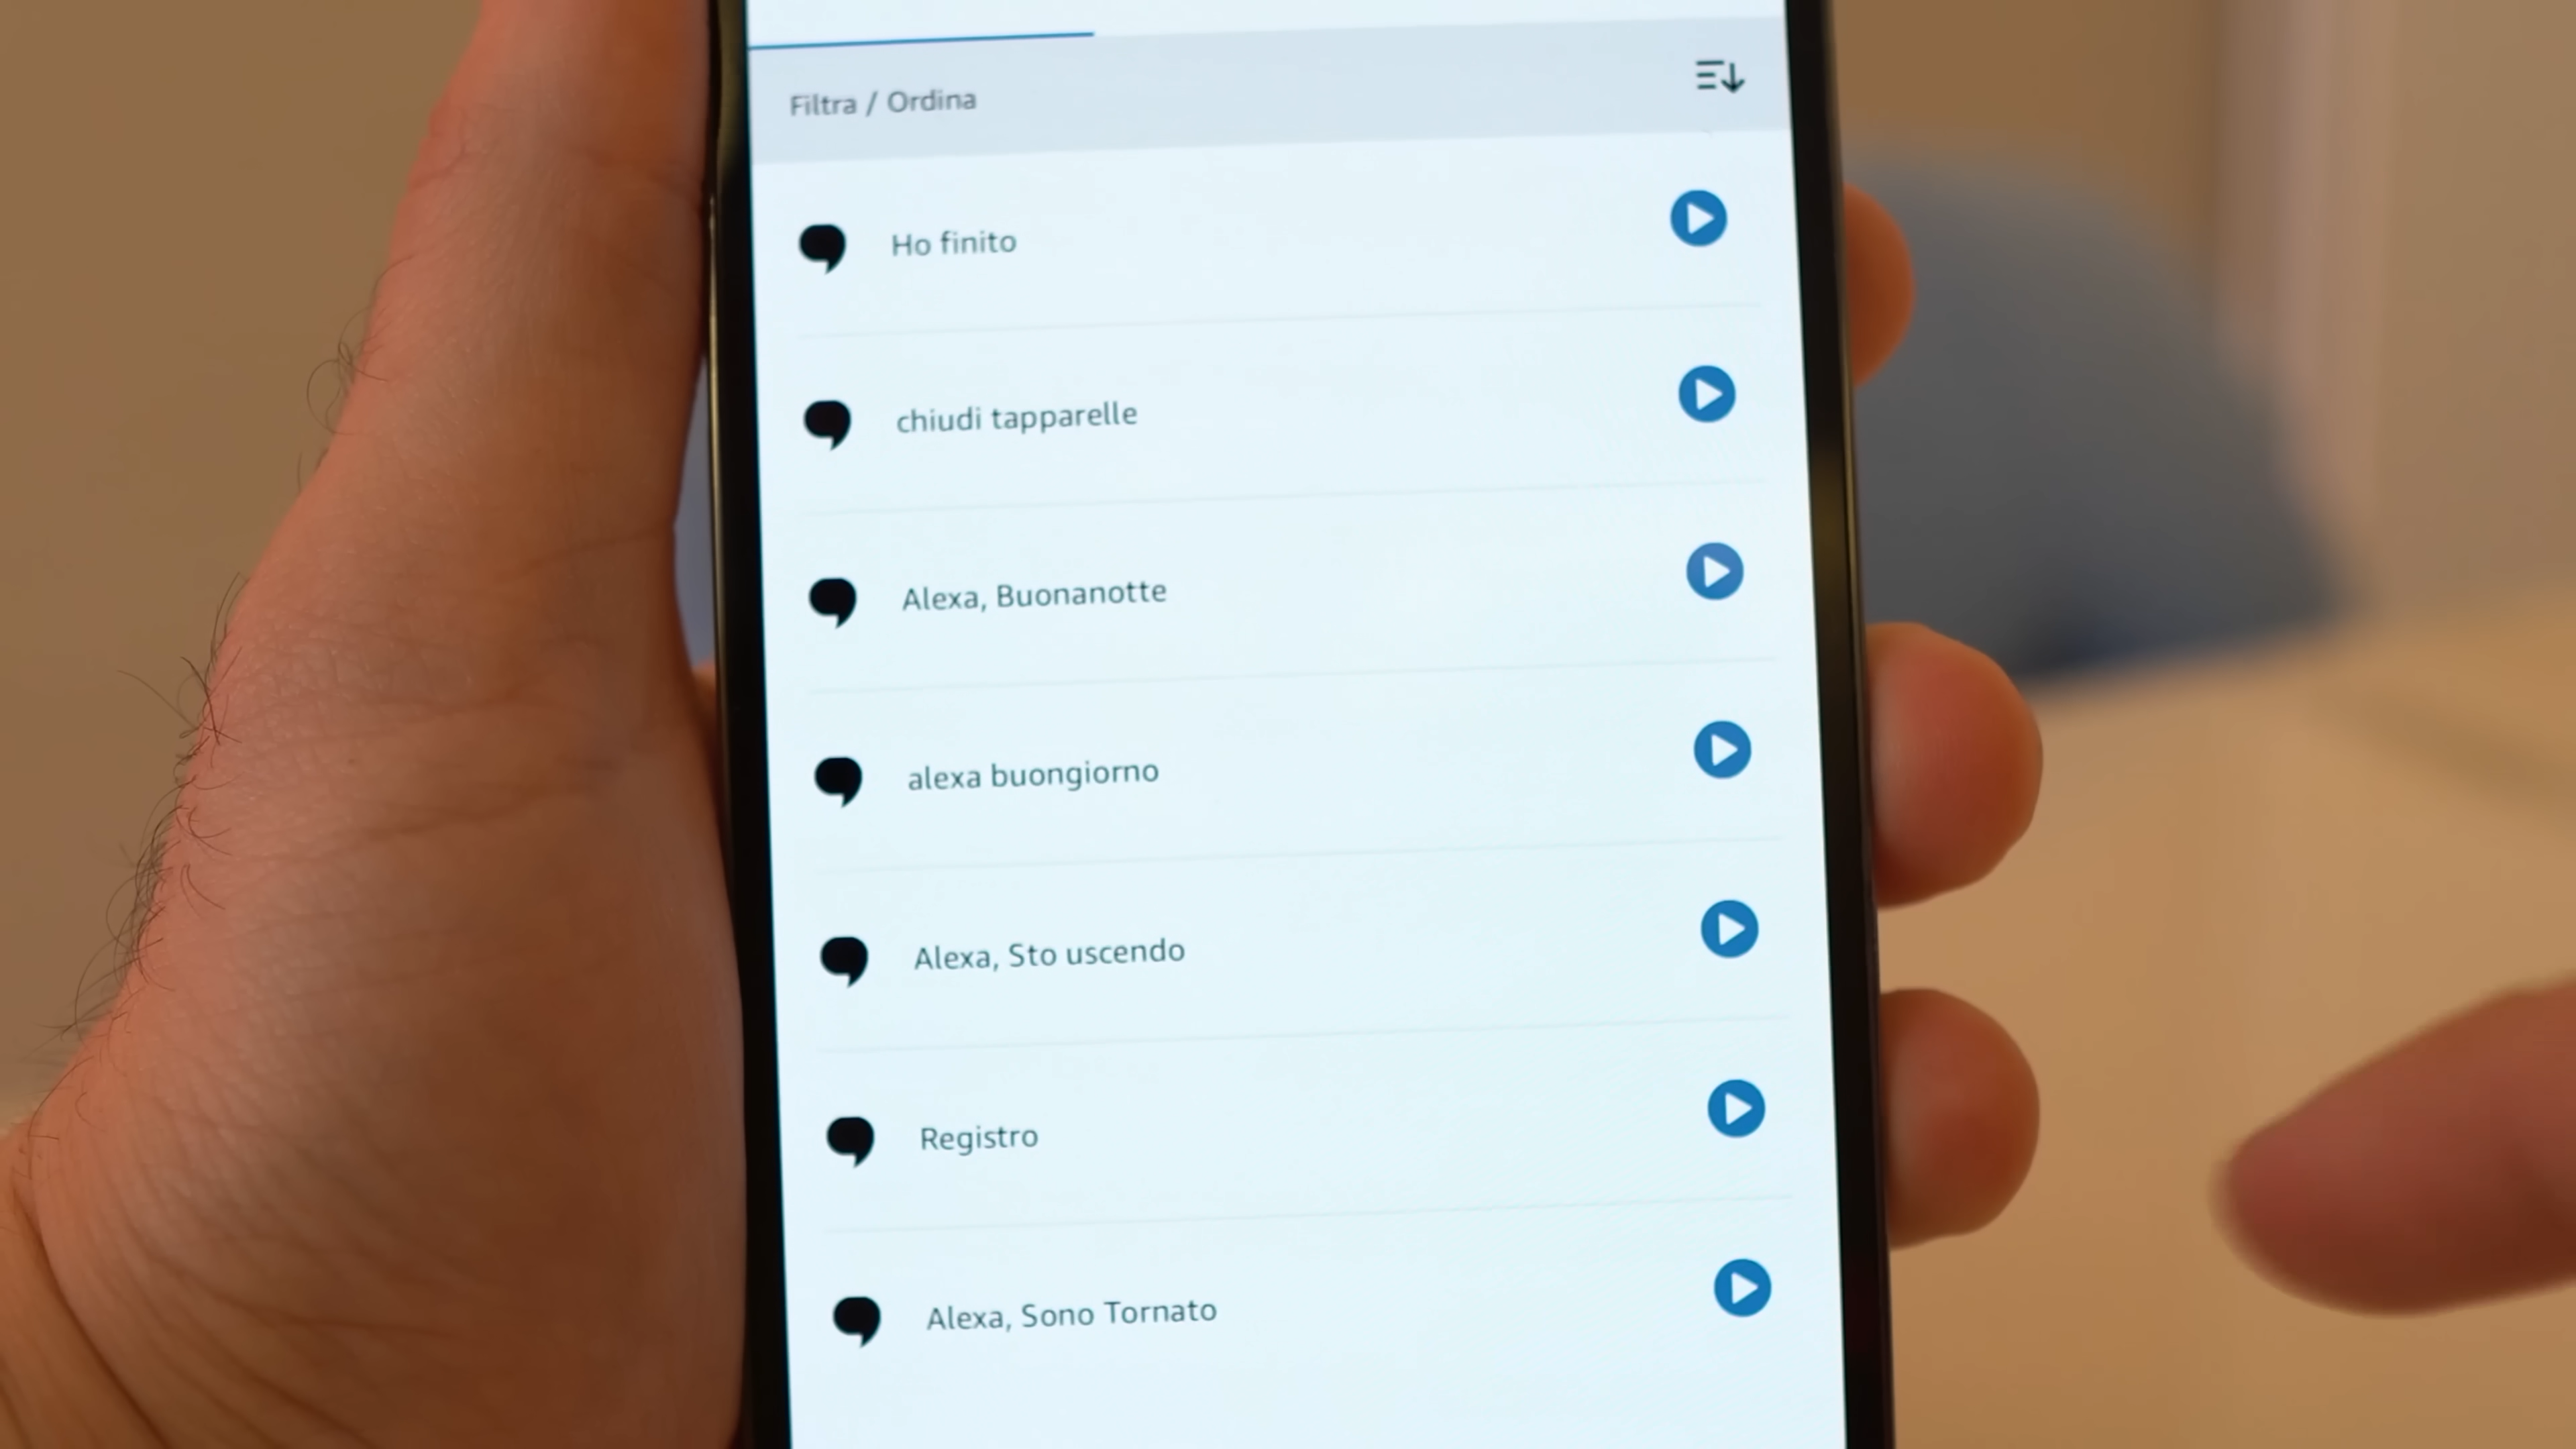 Filtra / Ordina
Ho finito
chiudi tapparelle
Alexa, Buonanotte
alexa buongiorno
Alexa, Sto uscendo
Registro
Alexa, Sono Tornato